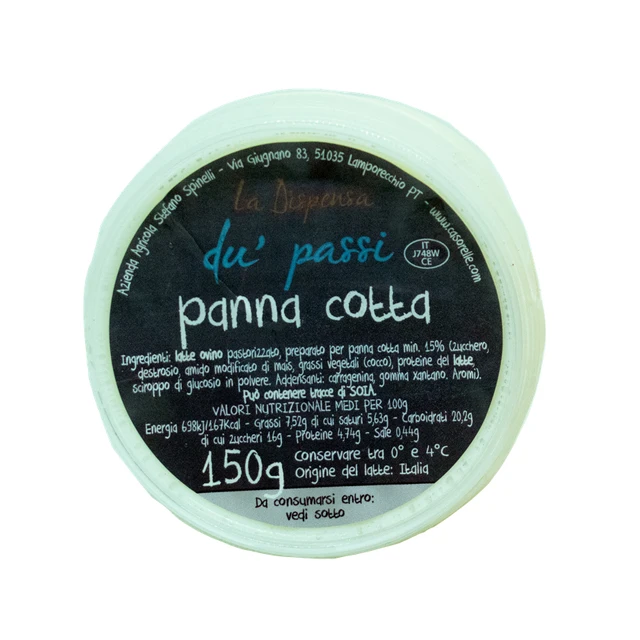 Azienda Agricola Stefano Spinelli - Via Giugnano 83, 51035 Lamporecchio PT - www.casorelle.com
La Dispensa
du' passi
IT
J748W
CE
panna cotta
Ingredienti: latte ovino pastorizzato, preparato per panna cotta min. 15% (zucchero,
destrosio, amido modificato di mais, grassi vegetali (cocco), proteine del latte,
sciroppo di glucosio in polvere. Addensanti: carragenina, gomma xantano. Aromi).
Può contenere tracce di SOIA.
VALORI NUTRIZIONALE MEDI PER 100g
Energia 698kJ/167Kcal - Grassi 7,52g di cui saturi 5,63g - Carboidrati 20,2g
di cui zuccheri 16g - Proteine 4,74g - Sale 0,44g
150g
Conservare tra 0° e 4°C
Origine del latte: Italia
Da consumarsi entro:
vedi sotto